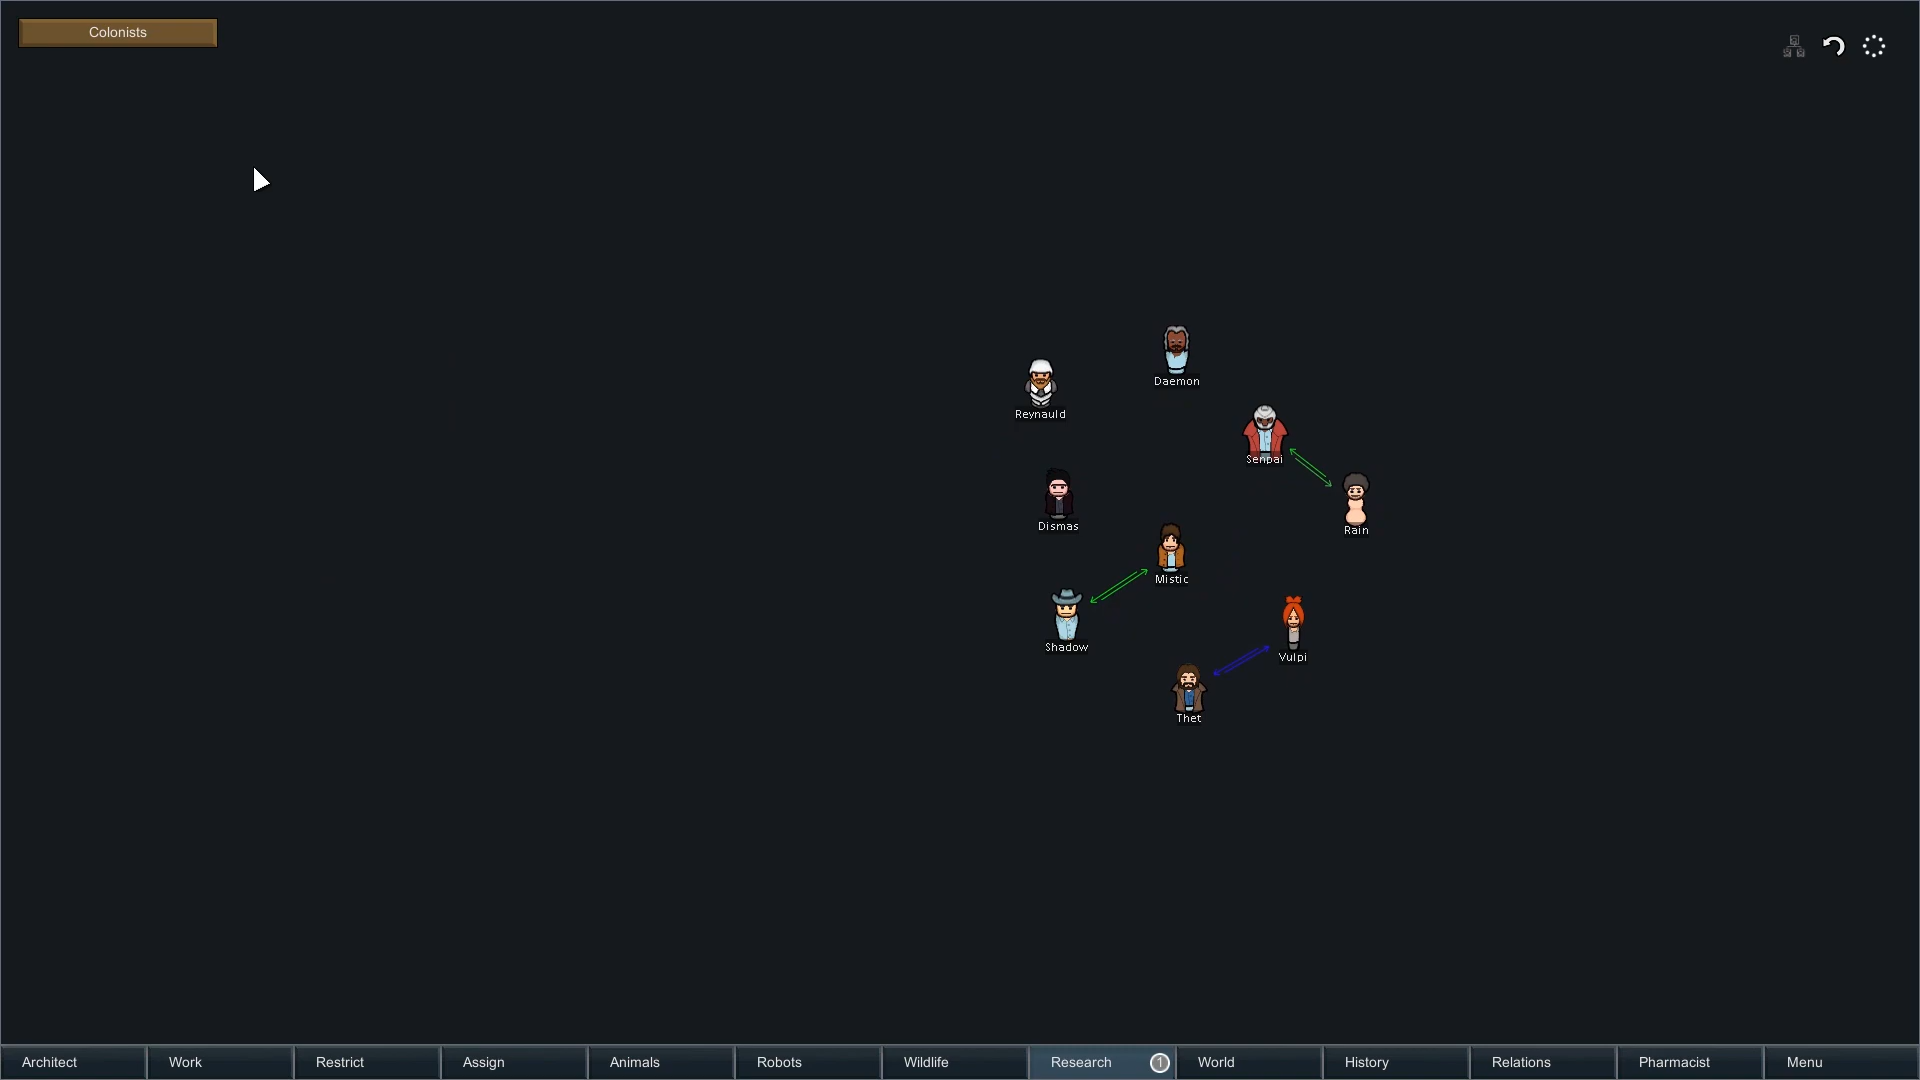 Colonists
Daemon
Reynauld
Senpai
Dismas
Rain
Mistic
Shadow
Vulpi
Thet
Architect
Work
Restrict
Assign
Animals
Robots
Wildlife
Research 1
World
History
Relations
Pharmacist
Menu